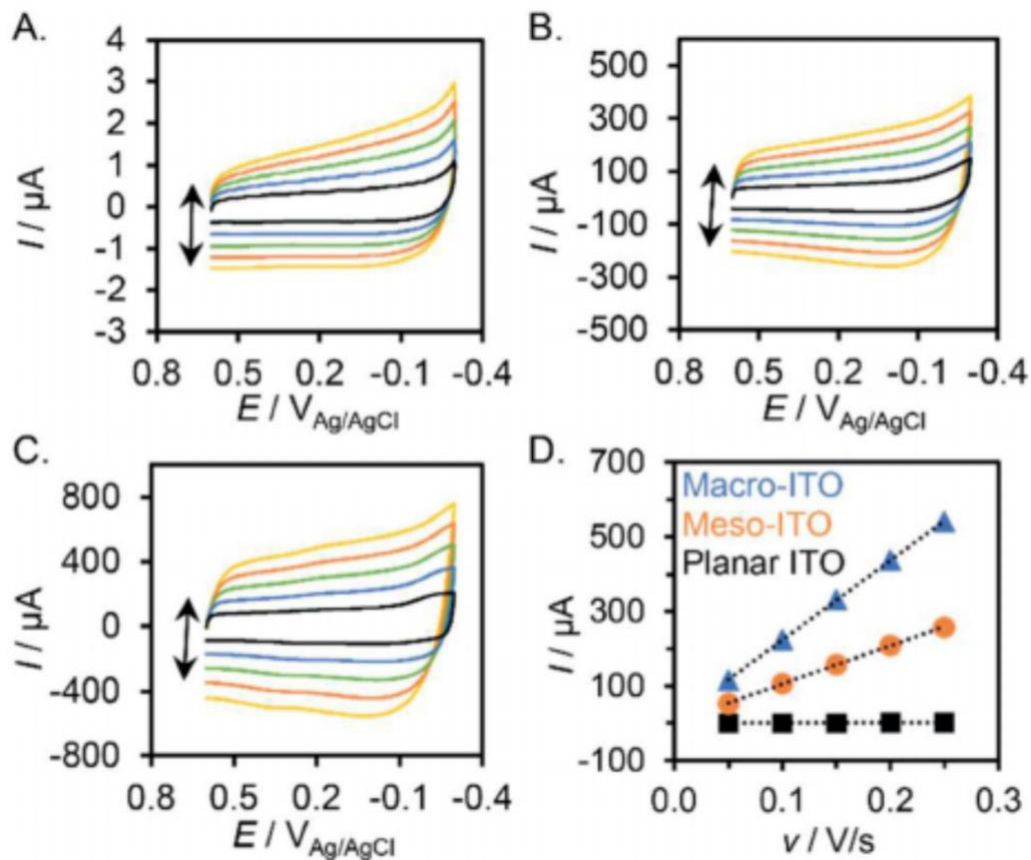 A.
4
3
2
1
0
-1
-2
-3
I / µA
0.8 0.5 0.2 -0.1 -0.4
E / V Ag/AgCl
B.
500
300
100
-100
-300
-500
I / µA
0.8 0.5 0.2 -0.1 -0.4
E / V Ag/AgCl
C.
800
400
0
-400
-800
I / µA
0.8 0.5 0.2 -0.1 -0.4
E / V Ag/AgCl
D.
700
500
300
100
-100
I / µA
Macro-ITO
Meso-ITO
Planar ITO
0.0 0.1 0.2 0.3
v / V/s